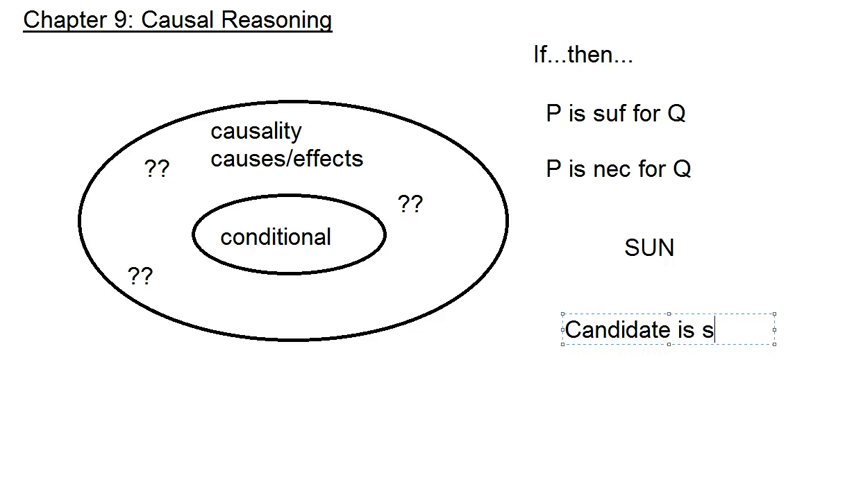 Chapter 9: Causal Reasoning
If...then...
causality
causes/effects
??
??
conditional
??
P is suf for Q
P is nec for Q
SUN
Candidate is s